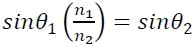 sinθ₁ (n₁/n₂) = sinθ₂